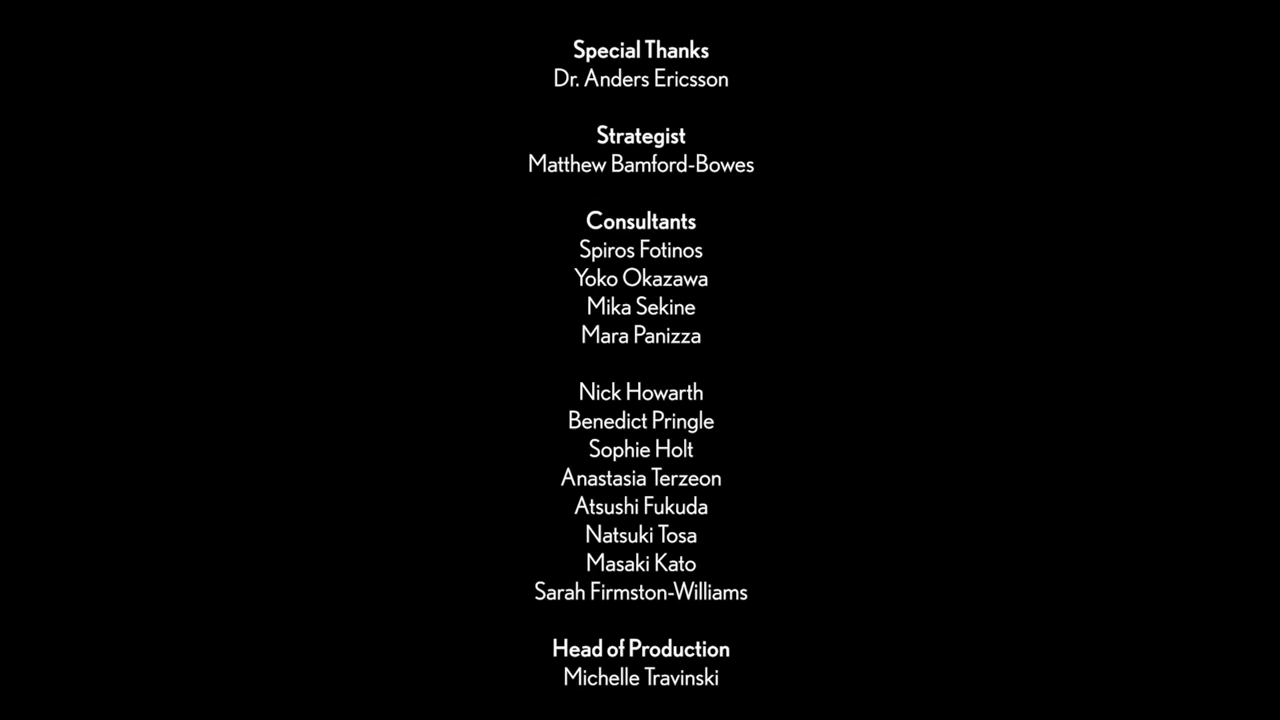 Special Thanks
Dr. Anders Ericsson
Strategist
Matthew Bamford-Bowes
Consultants
Spiros Fotinos
Yoko Okazawa
Mika Sekine
Mara Panizza
Nick Howarth
Benedict Pringle
Sophie Holt
Anastasia Terzeon
Atsushi Fukuda
Natsuki Tosa
Masaki Kato
Sarah Firmston-Williams
Head of Production
Michelle Travinski